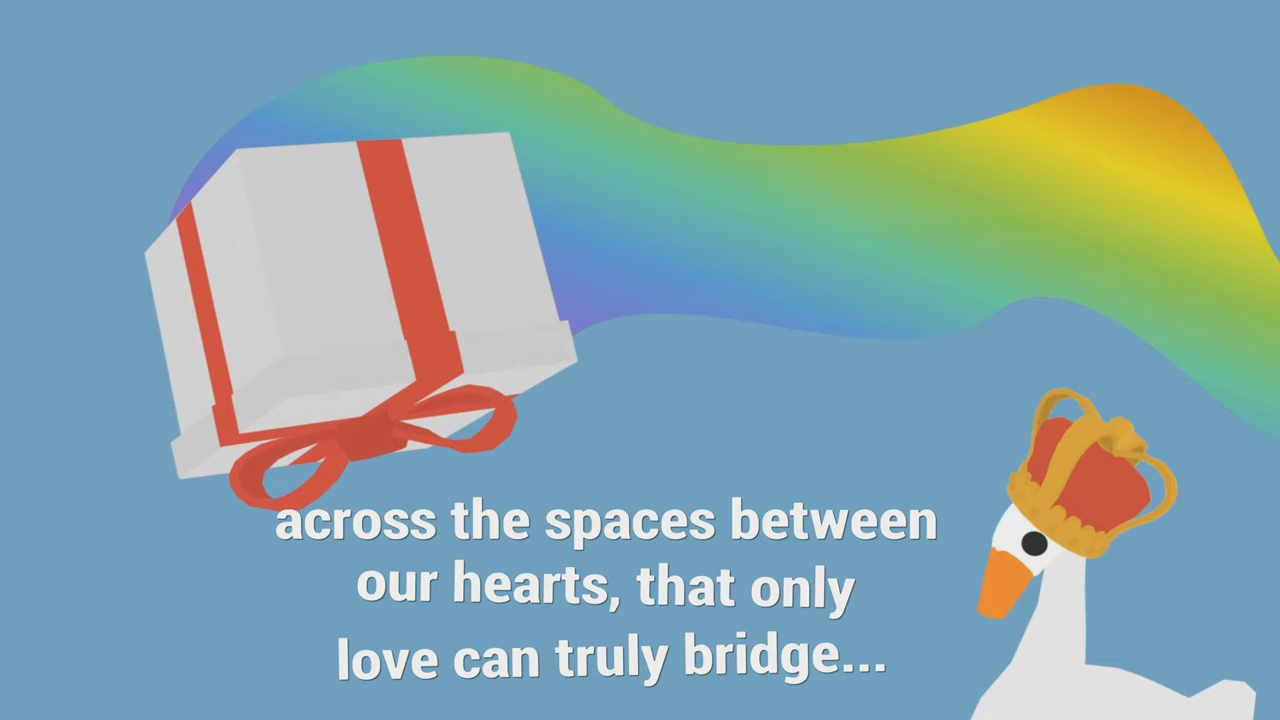 across the spaces between
our hearts, that only
love can truly bridge...